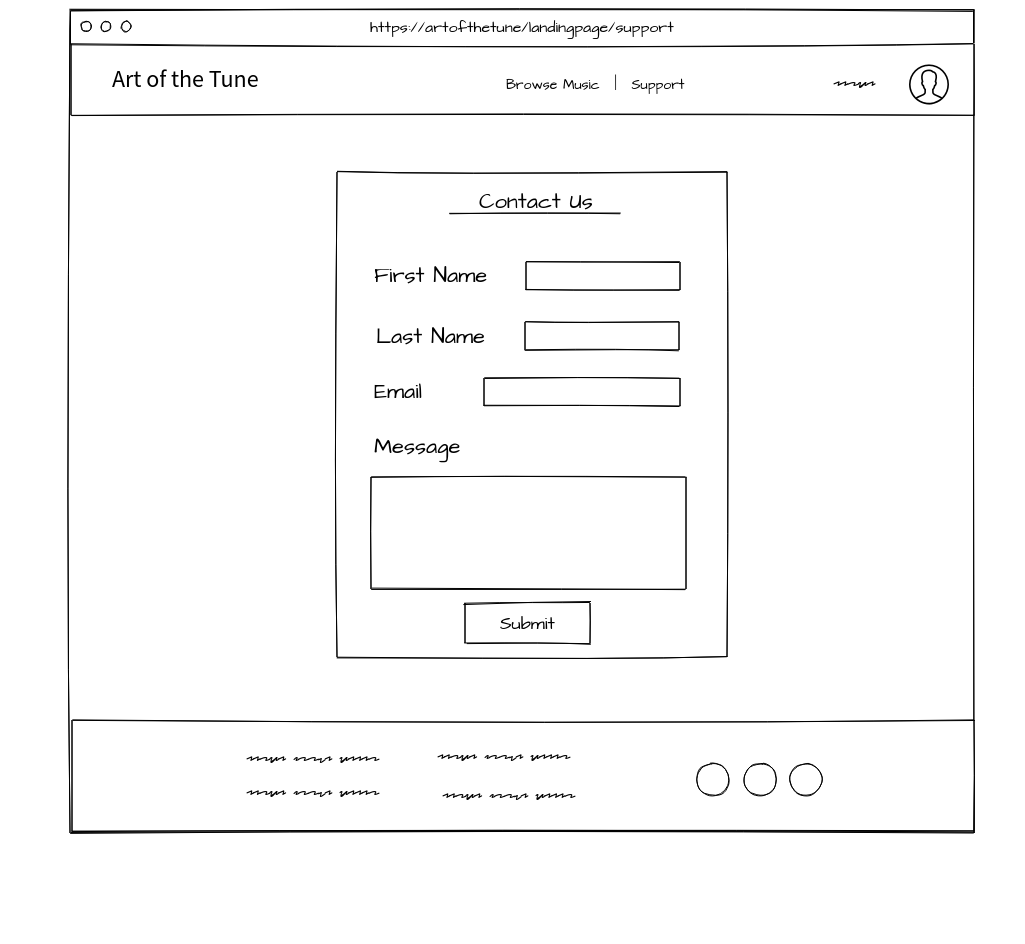 https://artofthetune/landingpage/support
Art of the Tune
Browse Music | Support
Contact Us
First Name
Last Name
Email
Message
Submit